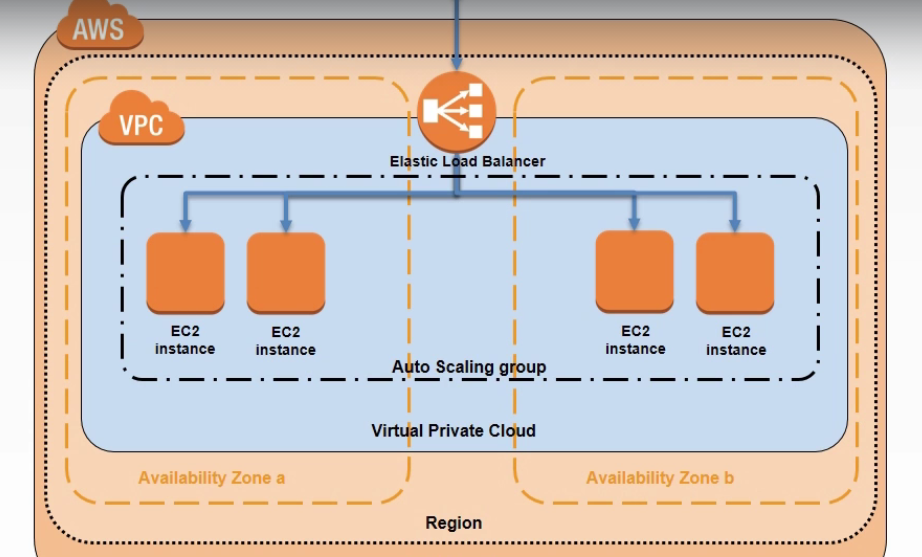 AWS
VPC
Elastic Load Balancer
EC2
instance
EC2
instance
EC2
instance
EC2
instance
Auto Scaling group
Virtual Private Cloud
Availability Zone a
Availability Zone b
Region